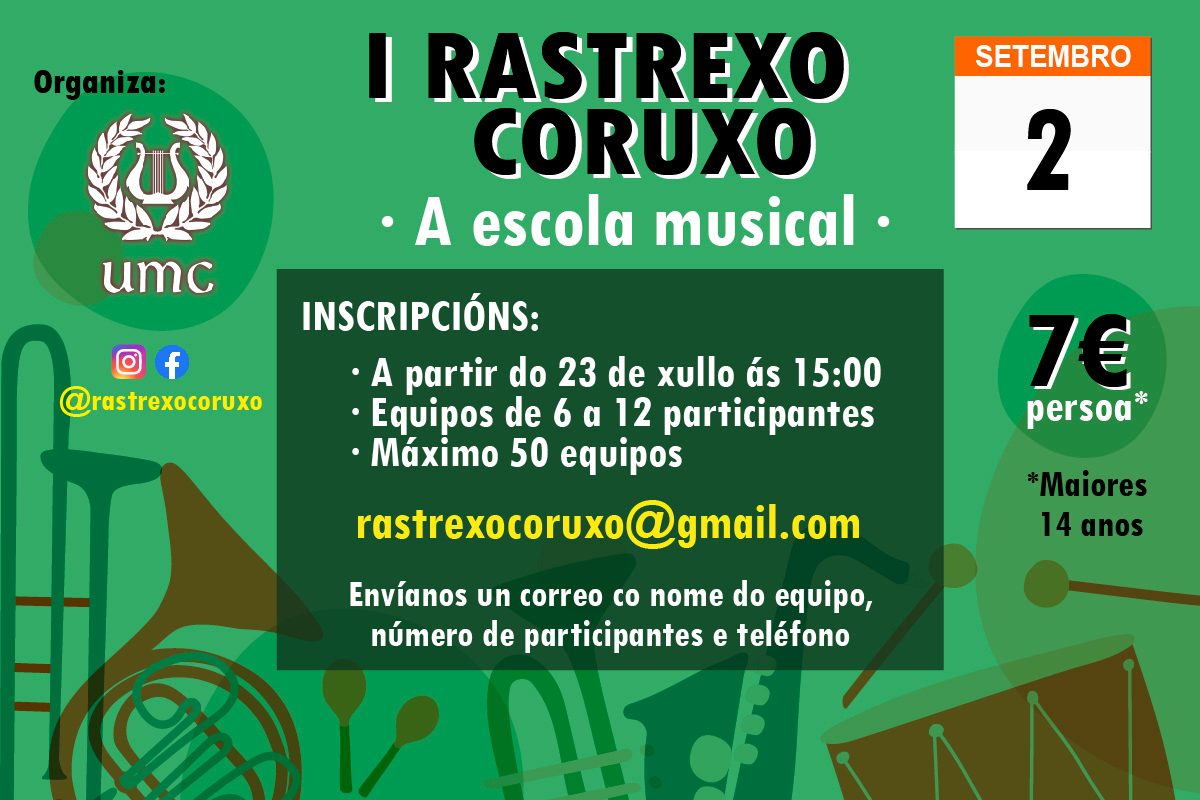 Organiza:
umc
@rastrexocoruxo
I RASTREXO
CORUXO
· A escola musical ·
SETEMBRO
2
INSCRIPCIÓNS:
· A partir do 23 de xullo ás 15:00
· Equipos de 6 a 12 participantes
· Máximo 50 equipos
rastrexocoruxo@gmail.com
Envíanos un correo co nome do equipo,
número de participantes e teléfono
7€
persoa*
*Maiores
14 anos